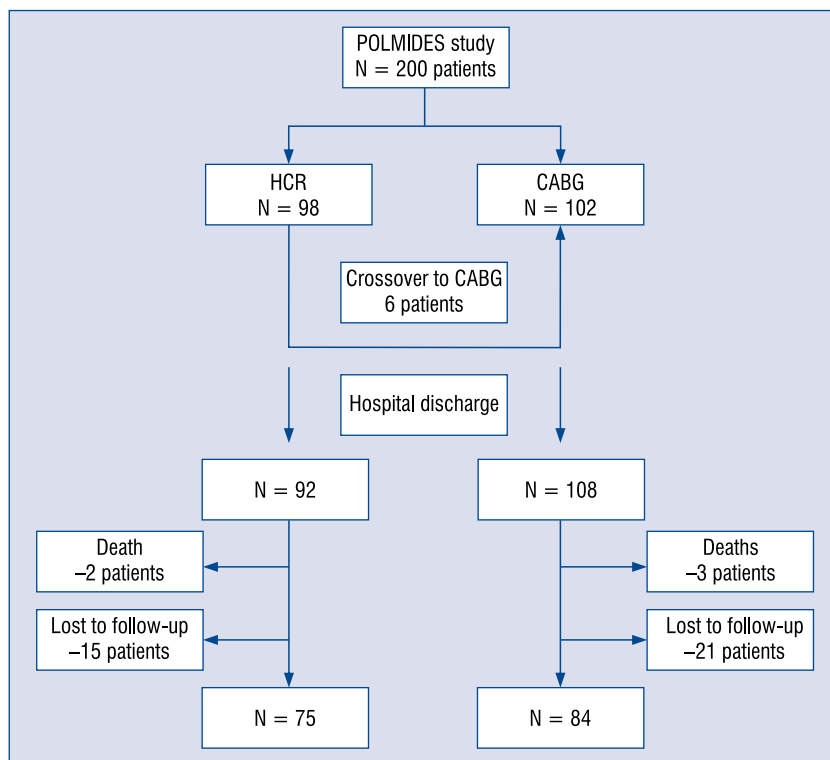 POLMIDES study
N = 200 patients
HCR
N = 98
CABG
N = 102
Crossover to CABG
6 patients
Hospital discharge
N = 92
N = 108
Death
–2 patients
Deaths
–3 patients
Lost to follow-up
–15 patients
Lost to follow-up
–21 patients
N = 75
N = 84